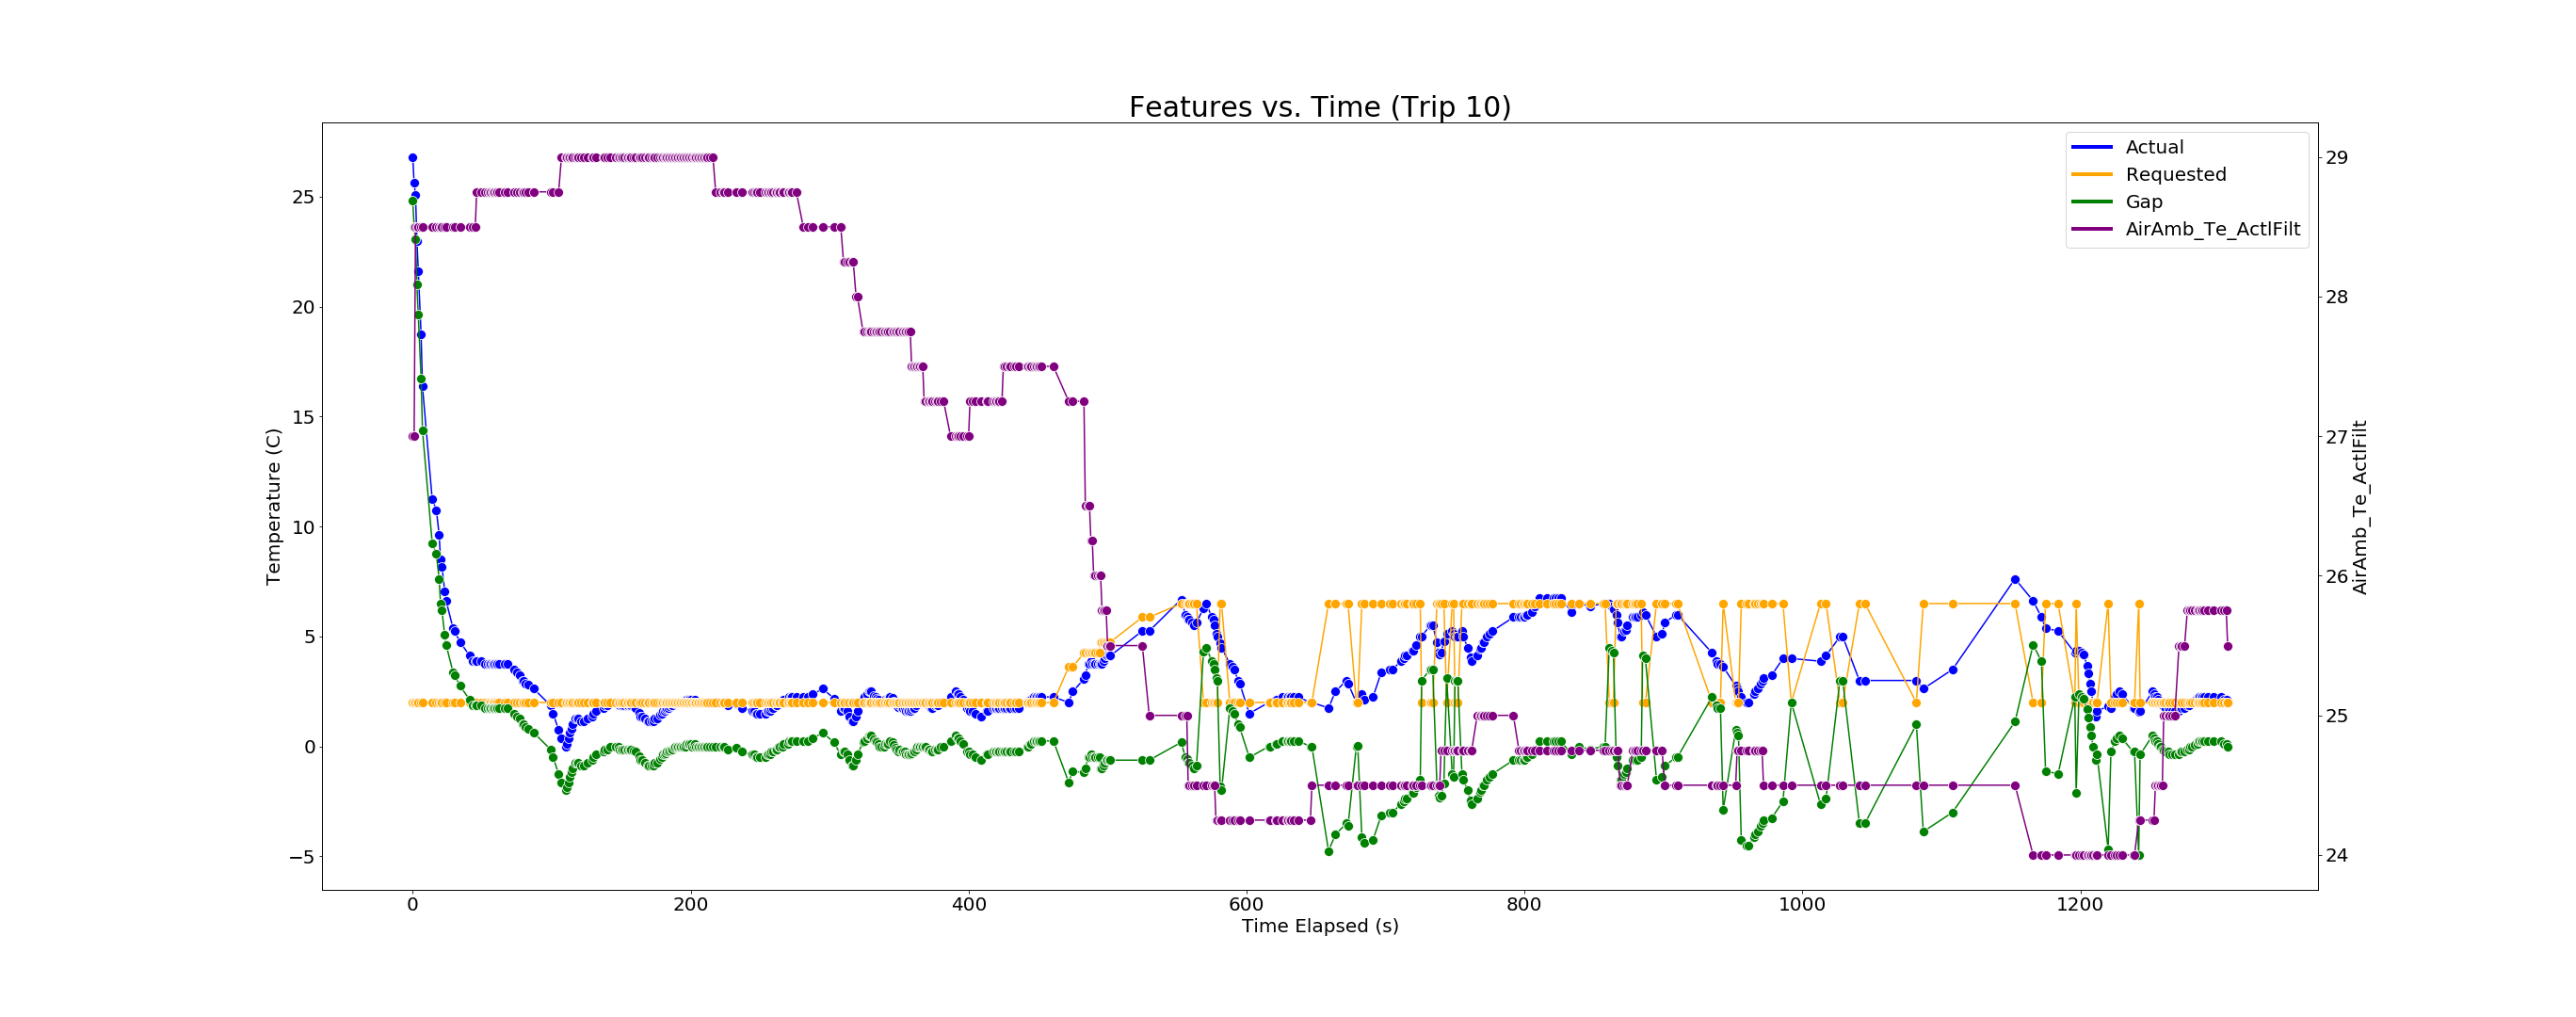 Features vs. Time (Trip 10)
Actual
Requested
Gap
AirAmb_Te_ActlFilt
Temperature (C)
25
20
15
10
5
0
−5
29
28
27
26
25
24
AirAmb_Te_ActlFilt
0 200 400 600 800 1000 1200
Time Elapsed (s)